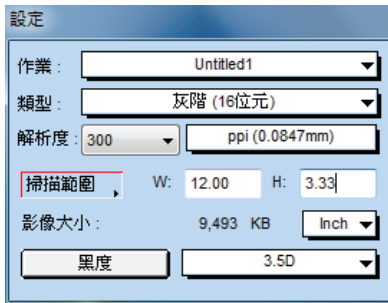 設定
作業 : Untitled1
類型 : 灰階 (16位元)
解析度 : 300 ppi (0.0847mm)
掃描範圍 W: 12.00 H: 3.33
影像大小 : 9,493 KB Inch
黑度 3.5D